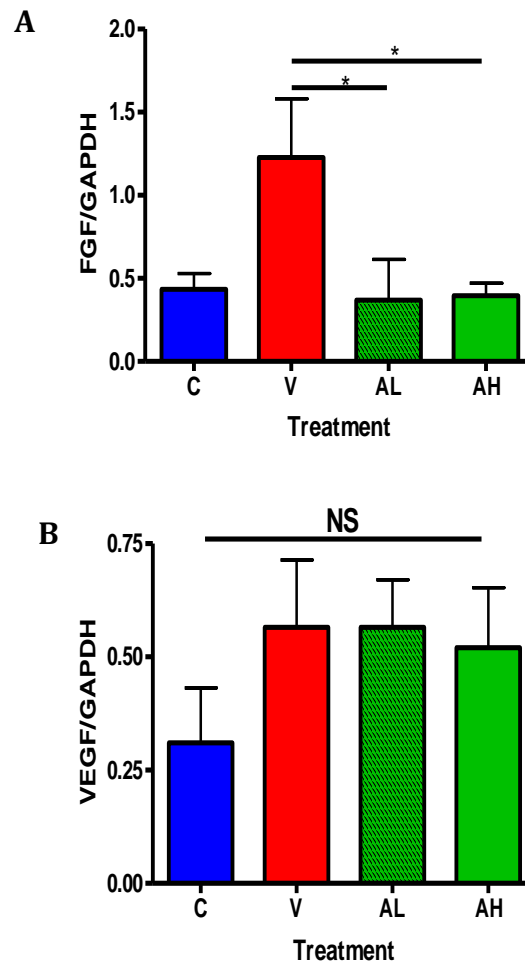 A
2.0
*
*
1.5
1.0
0.5
0.0
FGF/GAPDH
C V AL AH
Treatment
B
NS
0.75
0.50
0.25
0.00
VEGF/GAPDH
C V AL AH
Treatment